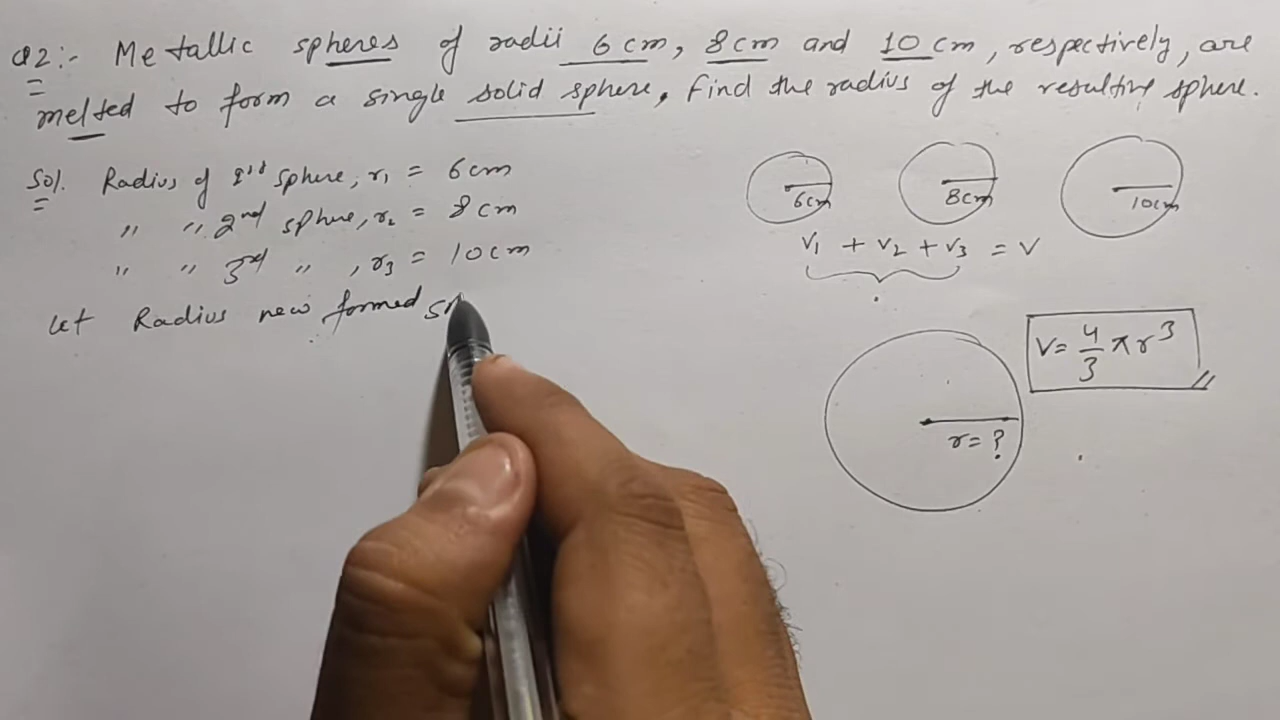 Q2:- Metallic spheres of radii 6 cm, 8 cm and 10 cm, respectively, are
melted to form a single solid sphere. Find the radius of the resulting sphere.
Sol. Radius of 1st sphere, r1 = 6 cm
" " 2nd sphere, r2 = 8 cm
" " 3rd " , r3 = 10 cm
Let Radius new formed
6cm
8cm
10cm
V1 + V2 + V3 = V
V = 4/3 π r³
r = ?